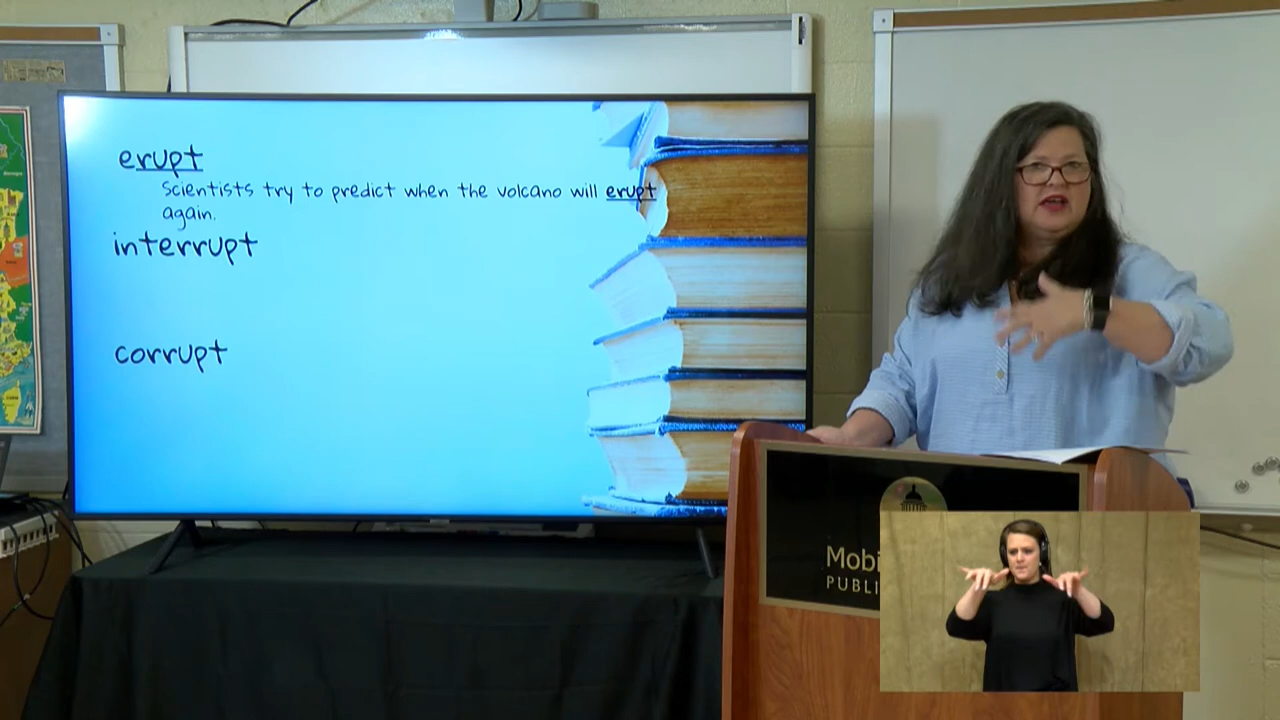 erupt
Scientists try to predict when the volcano will erupt
again.
interrupt
corrupt
Mobi
PUBLI